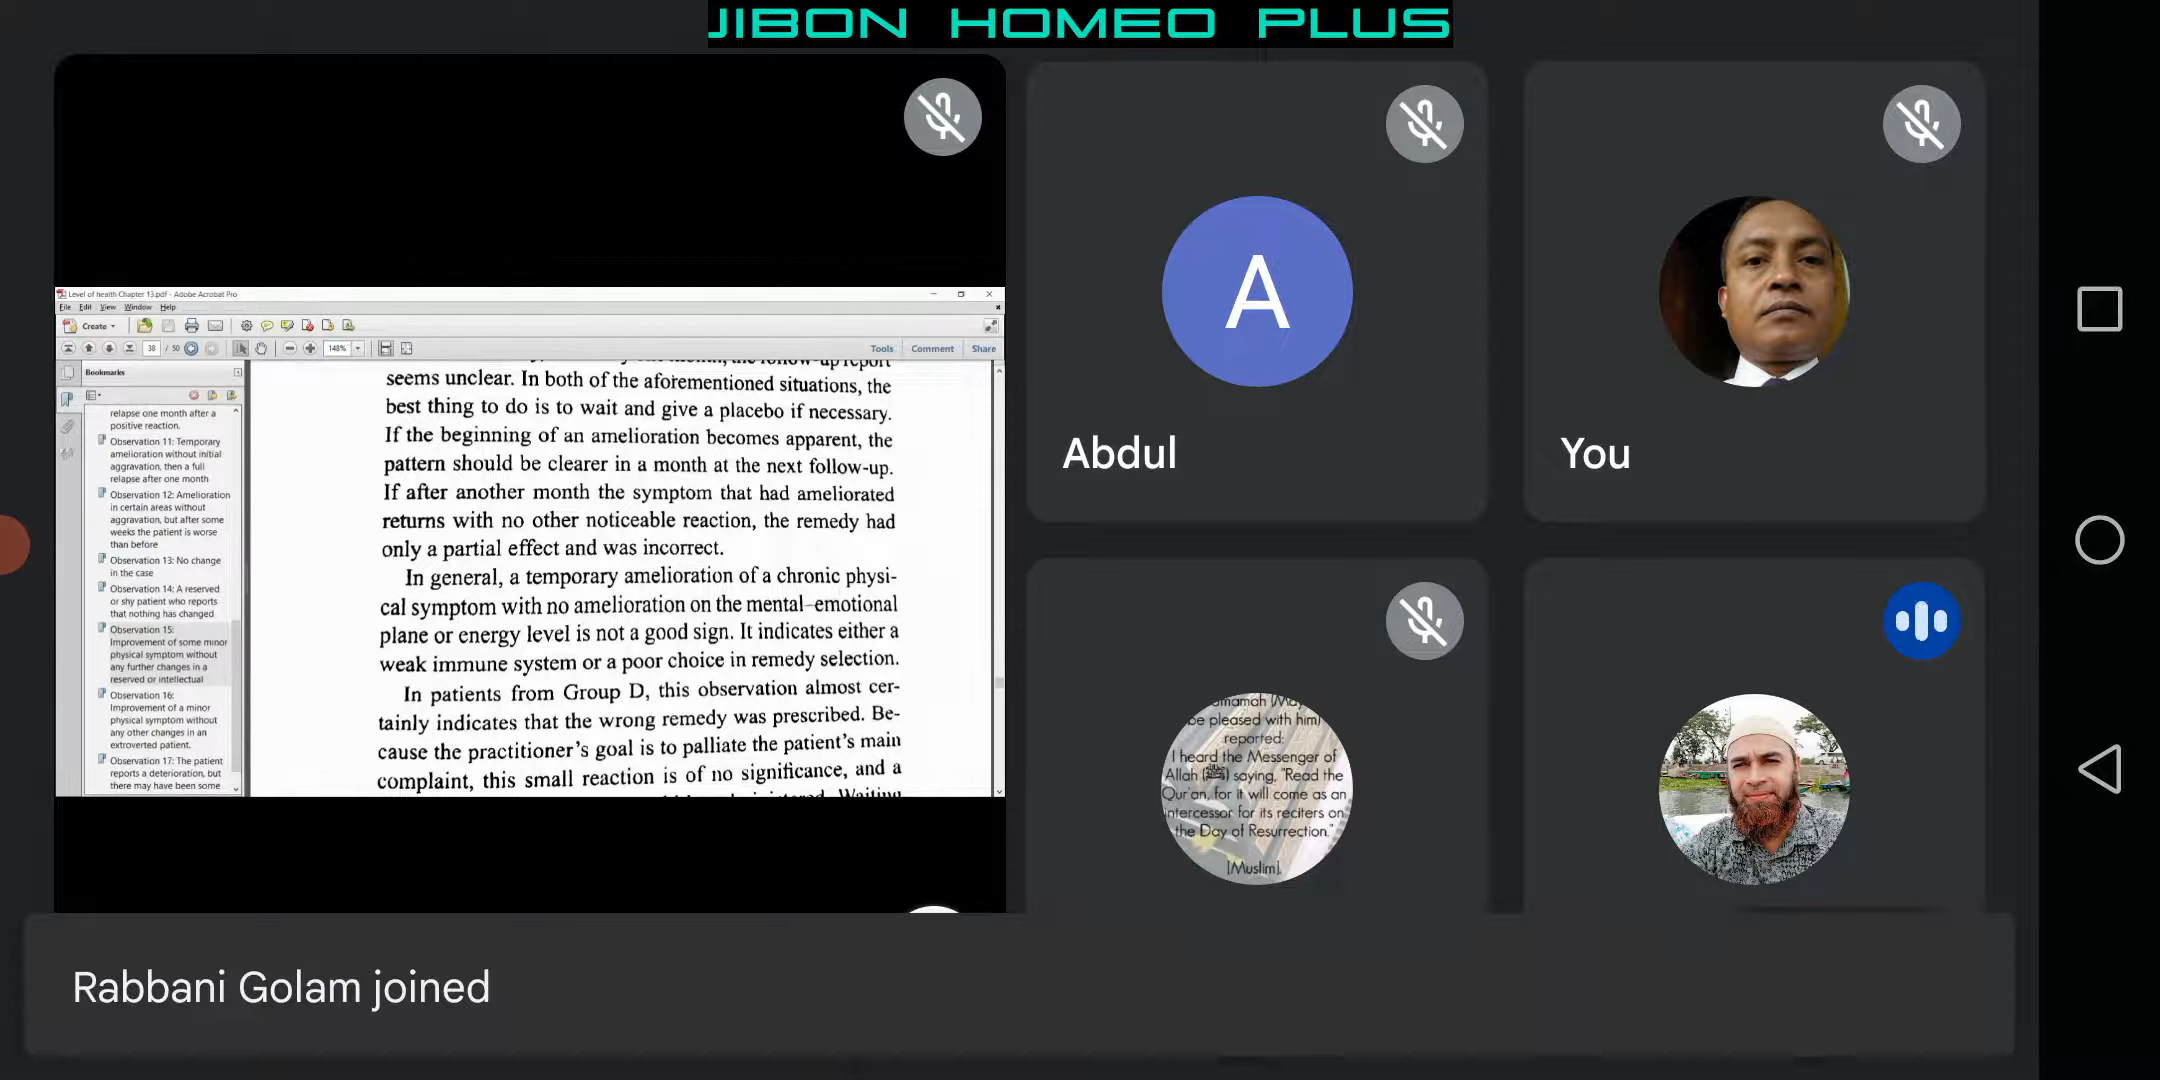 JIBON HOMEO PLUS
Level of health Chapter 13.pdf - Adobe Acrobat Pro
File Edit View Window Help
Create
38 / 50 148% Tools Comment Share
Bookmarks
relapse one month after a
positive reaction.
Observation 11: Temporary
amelioration without initial
aggravation, then a full
relapse after one month
Observation 12: Amelioration
in certain areas without
aggravation, but after some
weeks the patient is worse
than before
Observation 13: No change
in the case
Observation 14: A reserved
or shy patient who reports
that nothing has changed
Observation 15:
Improvement of some minor
physical symptom without
any further changes in a
reserved or intellectual
Observation 16:
Improvement of a minor
physical symptom without
any other changes in an
extroverted patient.
Observation 17: The patient
reports a deterioration, but
there may have been some
month, the follow-up report
seems unclear. In both of the aforementioned situations, the
best thing to do is to wait and give a placebo if necessary.
If the beginning of an amelioration becomes apparent, the
pattern should be clearer in a month at the next follow-up.
If after another month the symptom that had ameliorated
returns with no other noticeable reaction, the remedy had
only a partial effect and was incorrect.
In general, a temporary amelioration of a chronic physi-
cal symptom with no amelioration on the mental–emotional
plane or energy level is not a good sign. It indicates either a
weak immune system or a poor choice in remedy selection.
In patients from Group D, this observation almost cer-
tainly indicates that the wrong remedy was prescribed. Be-
cause the practitioner's goal is to palliate the patient's main
complaint, this small reaction is of no significance, and a
Waiting
A
Abdul
You
be pleased with him)
reported:
I heard the Messenger of
Allah (ﷺ) saying, "Read the
Qur'an, for it will come as an
intercessor for its reciters on
the Day of Resurrection."
[Muslim].
Rabbani Golam joined